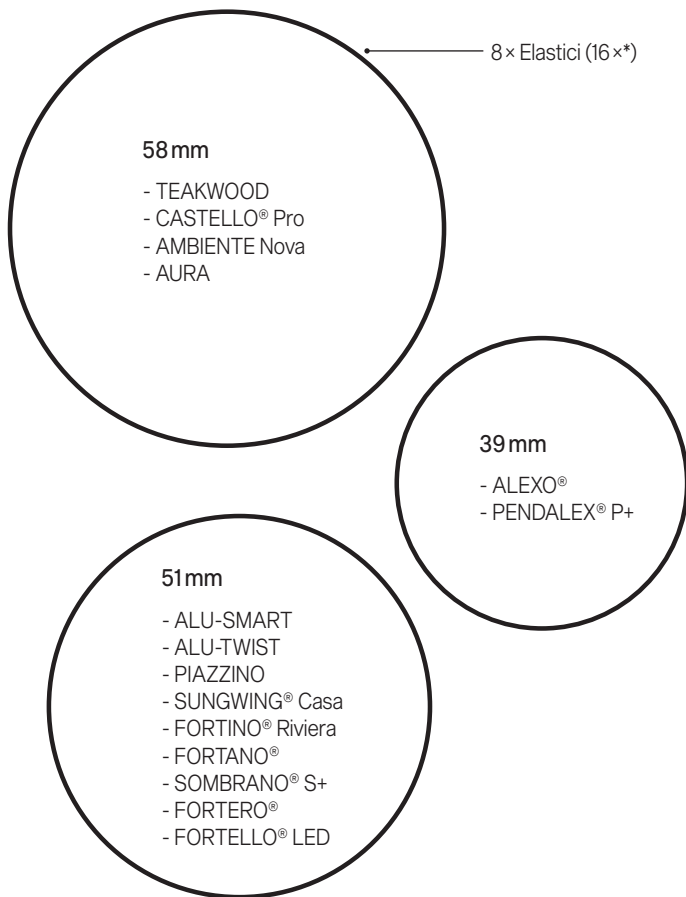 8× Elastici (16×*)
58 mm
- TEAKWOOD
- CASTELLO® Pro
- AMBIENTE Nova
- AURA
39 mm
- ALEXO®
- PENDALEX® P+
51 mm
- ALU-SMART
- ALU-TWIST
- PIAZZINO
- SUNGWING® Casa
- FORTINO® Riviera
- FORTANO®
- SOMBRANO® S+
- FORTERO®
- FORTELLO® LED